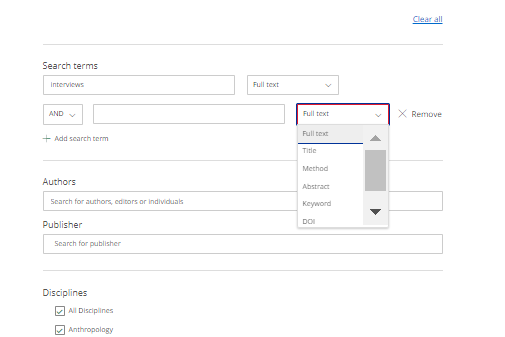 Clear all
Search terms
interviews
Full text
AND
Full text
Remove
Add search term
Full text
Title
Method
Abstract
Keyword
DOI
Authors
Search for authors, editors or individuals
Publisher
Search for publisher
Disciplines
All Disciplines
Anthropology